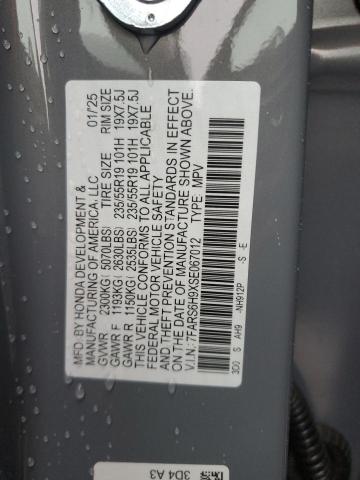 MFD.BY HONDA DEVELOPMENT &
MANUFACTURING OF AMERICA, LLC 01/'25
GVWR 2300KG(5070LBS) TIRE SIZE RIM SIZE
GAWR F 1193KG(2630LBS) 235/55R19 101H 19X7.5J
GAWR R 1150KG(2535LBS) 235/55R19 101H 19X7.5J
THIS VEHICLE CONFORMS TO ALL APPLICABLE
FEDERAL MOTOR VEHICLE SAFETY
AND THEFT PREVENTION STANDARDS IN EFFECT
ON THE DATE OF MANUFACTURE SHOWN ABOVE.
V.I.N.:7FARS6H9XSE067012 TYPE: MPV
3D0 S AH9 -NH912P -S -E
3D4 A3